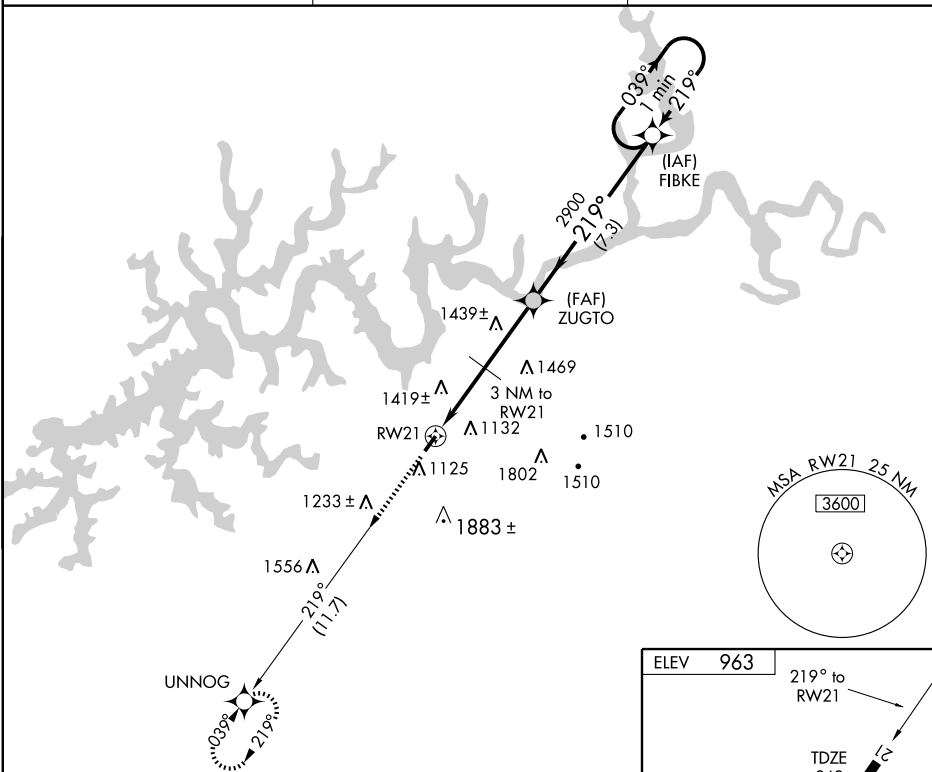 039°
1 min
219°
(IAF)
FIBKE
2900
219°
(7.3)
(FAF)
ZUGTO
1439±
1469
3 NM to
RW21
1419±
RW21
1132
1510
1802
1510
1125
1233 ±
1883 ±
MSA RW21 25 NM
3600
1556
219°
(11.7)
UNNOG
039°
219°
ELEV 963
219° to
RW21
21
TDZE